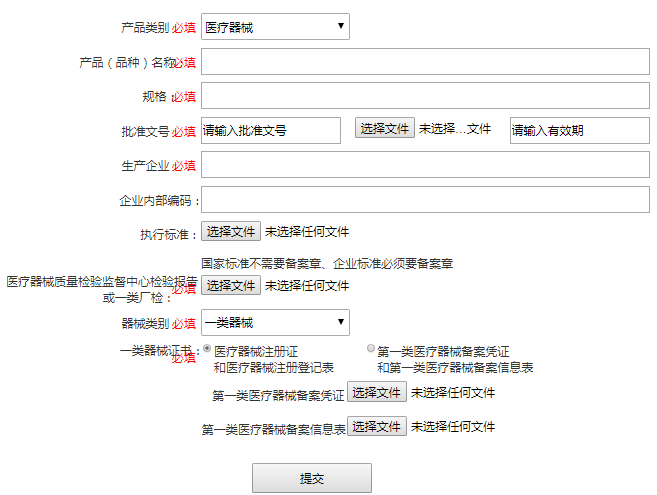 产品类别 必填 医疗器械
产品（品种）名称 必填
规格： 必填
批准文号 必填 请输入批准文号 选择文件 未选择...文件 请输入有效期
生产企业 必填
企业内部编码：
执行标准： 选择文件 未选择任何文件
国家标准不需要备案章、企业标准必须要备案章
医疗器械质量检验监督中心检验报告
或一类厂检： 必填 选择文件 未选择任何文件
器械类别 必填 一类器械
一类器械证书： 必填 医疗器械注册证 第一类医疗器械备案凭证
和医疗器械注册登记表 和第一类医疗器械备案信息表
第一类医疗器械备案凭证 选择文件 未选择任何文件
第一类医疗器械备案信息表 选择文件 未选择任何文件
提交